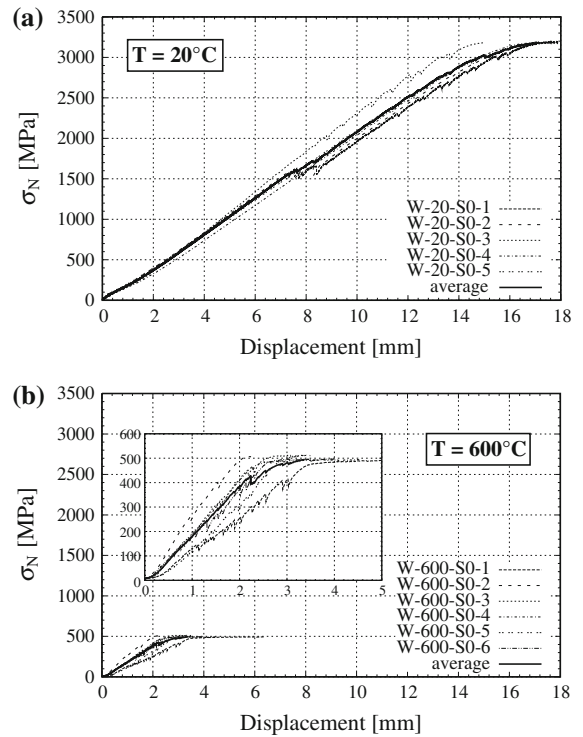 (a)
T = 20°C
σN [MPa]
3500
3000
2500
2000
1500
1000
500
0
W-20-S0-1
W-20-S0-2
W-20-S0-3
W-20-S0-4
W-20-S0-5
average
0 2 4 6 8 10 12 14 16 18
Displacement [mm]
(b)
T = 600°C
σN [MPa]
3500
3000
2500
2000
1500
1000
500
0
600
500
400
300
200
100
0
0 1 2 3 4 5
W-600-S0-1
W-600-S0-2
W-600-S0-3
W-600-S0-4
W-600-S0-5
W-600-S0-6
average
0 2 4 6 8 10 12 14 16 18
Displacement [mm]